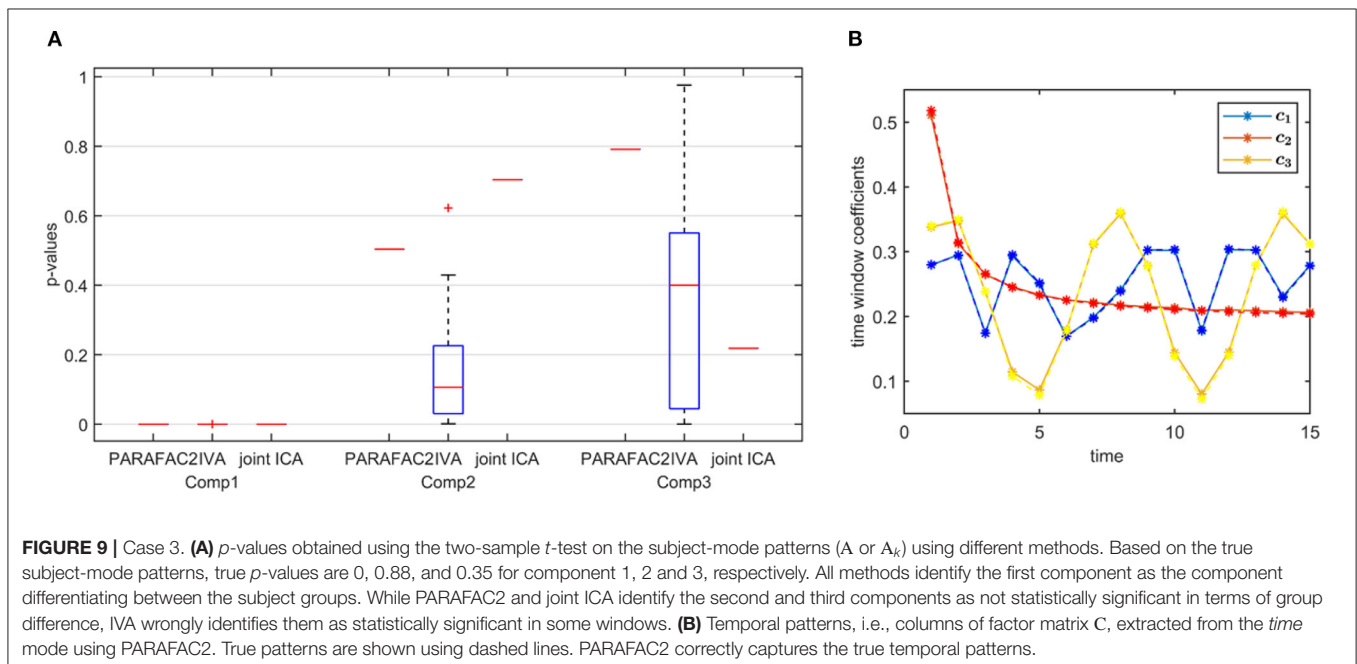 A
B
1
0.8
0.6
0.4
0.2
0
p-values
PARAFAC2IVA joint ICA PARAFAC2IVA joint ICA PARAFAC2IVA joint ICA
Comp1 Comp2 Comp3
0.5
0.4
0.3
0.2
0.1
time window coefficients
c₁
c₂
c₃
0 5 10 15
time
FIGURE 9 | Case 3. (A) p-values obtained using the two-sample t-test on the subject-mode patterns (A or Aₖ) using different methods. Based on the true
subject-mode patterns, true p-values are 0, 0.88, and 0.35 for component 1, 2 and 3, respectively. All methods identify the first component as the component
differentiating between the subject groups. While PARAFAC2 and joint ICA identify the second and third components as not statistically significant in terms of group
difference, IVA wrongly identifies them as statistically significant in some windows. (B) Temporal patterns, i.e., columns of factor matrix C, extracted from the time
mode using PARAFAC2. True patterns are shown using dashed lines. PARAFAC2 correctly captures the true temporal patterns.